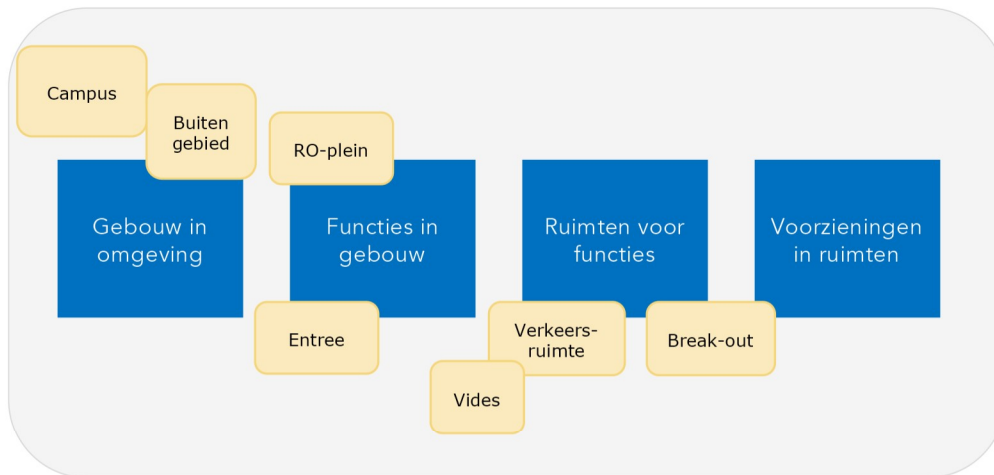 Campus
Buiten
gebied
RO-plein
Gebouw in
omgeving
Functies in
gebouw
Ruimten voor
functies
Voorzieningen
in ruimten
Entree
Verkeers-
ruimte
Break-out
Vides